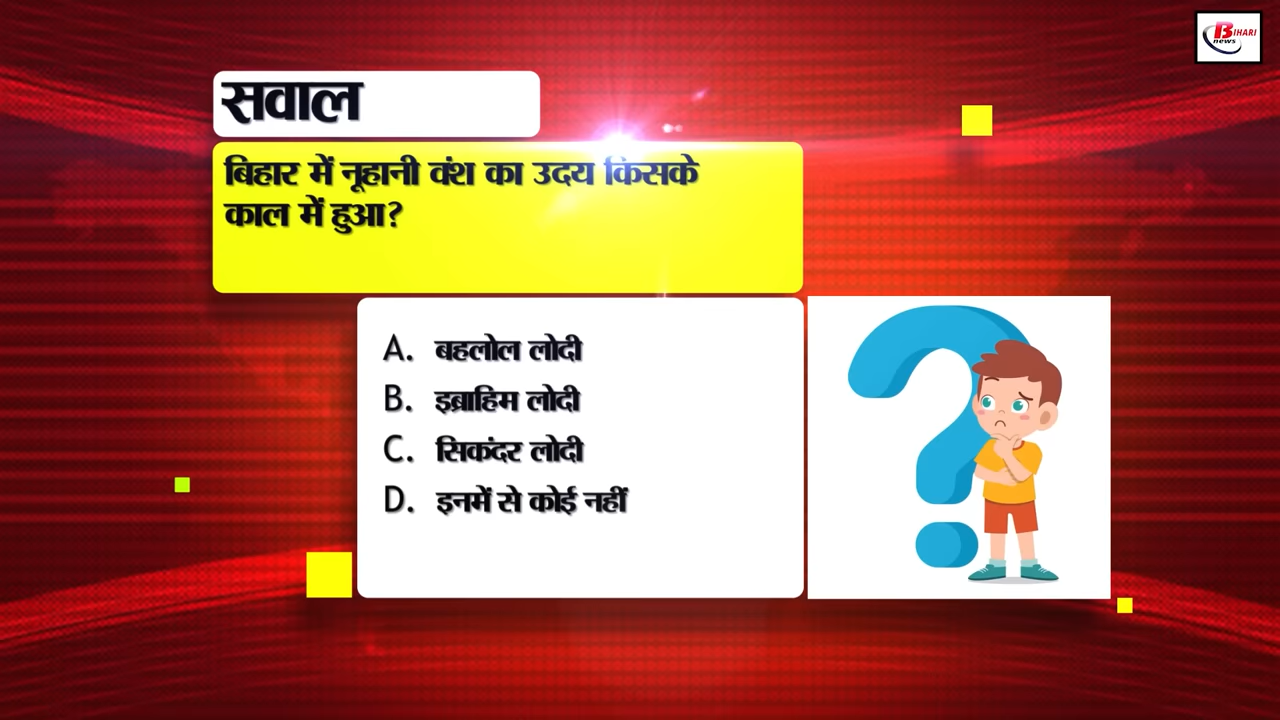 BIHARI
news
सवाल
बिहार में नूहानी वंश का उदय किसके
काल में हुआ?
A. बहलोल लोदी
B. इब्राहिम लोदी
C. सिकंदर लोदी
D. इनमें से कोई नहीं